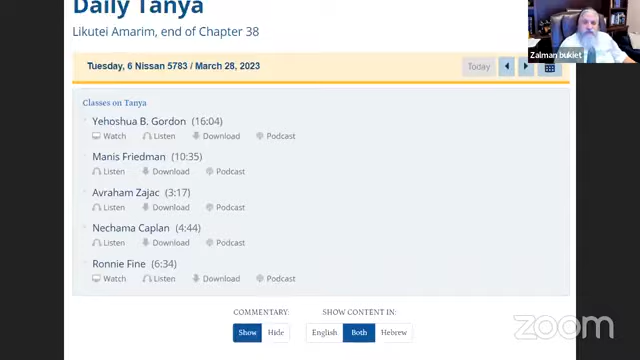 Daily Tanya
Likutei Amarim, end of Chapter 38
Tuesday, 6 Nissan 5783 / March 28, 2023
Today
Classes on Tanya
Yehoshua B. Gordon (16:04)
Watch Listen Download Podcast
Manis Friedman (10:35)
Listen Download Podcast
Avraham Zajac (3:17)
Listen Download Podcast
Nechama Caplan (4:44)
Listen Download Podcast
Ronnie Fine (6:34)
Watch Listen Download Podcast
COMMENTARY: SHOW CONTENT IN:
Show Hide English Both Hebrew
Zalman bukiet
zoom